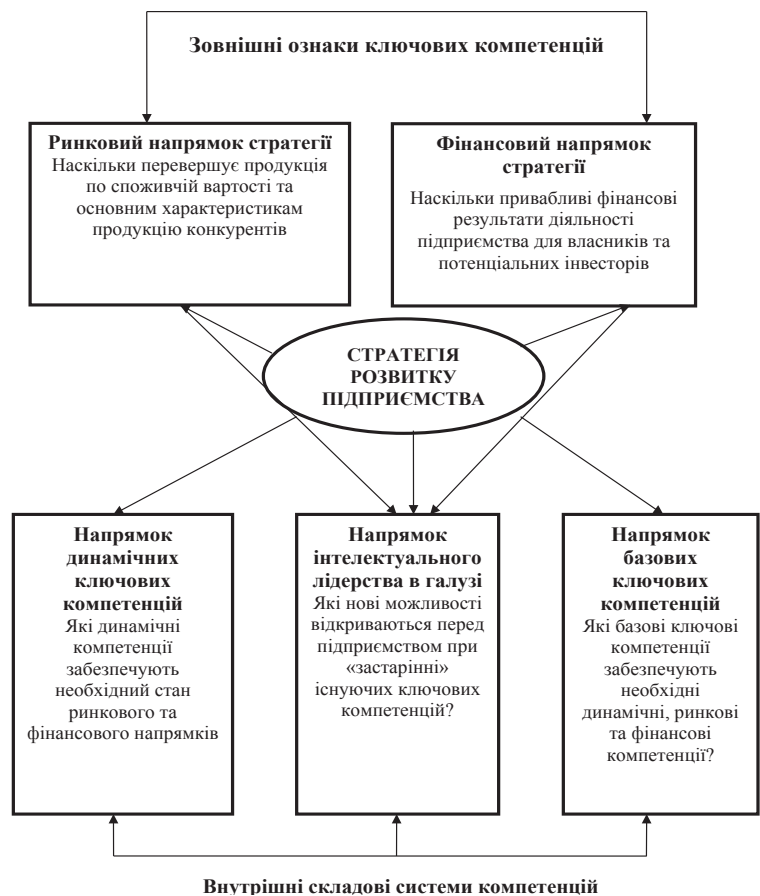 Зовнішні ознаки ключових компетенцій
Ринковий напрямок стратегії
Наскільки перевершує продукція
по споживчій вартості та
основним характеристикам
продукцію конкурентів
Фінансовий напрямок
стратегії
Наскільки привабливі фінансові
результати діяльності
підприємства для власників та
потенціальних інвесторів
СТРАТЕГІЯ
РОЗВИТКУ
ПІДПРИЄМСТВА
Напрямок
динамічних
ключових
компетенцій
Які динамічні
компетенції
забезпечують
необхідний стан
ринкового та
фінансового напрямків
Напрямок
інтелектуального
лідерства в галузі
Які нові можливості
відкриваються перед
підприємством при
«застарінні»
існуючих ключових
компетенцій?
Напрямок
базових
ключових
компетенцій
Які базові ключові
компетенції
забезпечують
необхідні
динамічні, ринкові
та фінансові
компетенції?
Внутрішні складові системи компетенцій